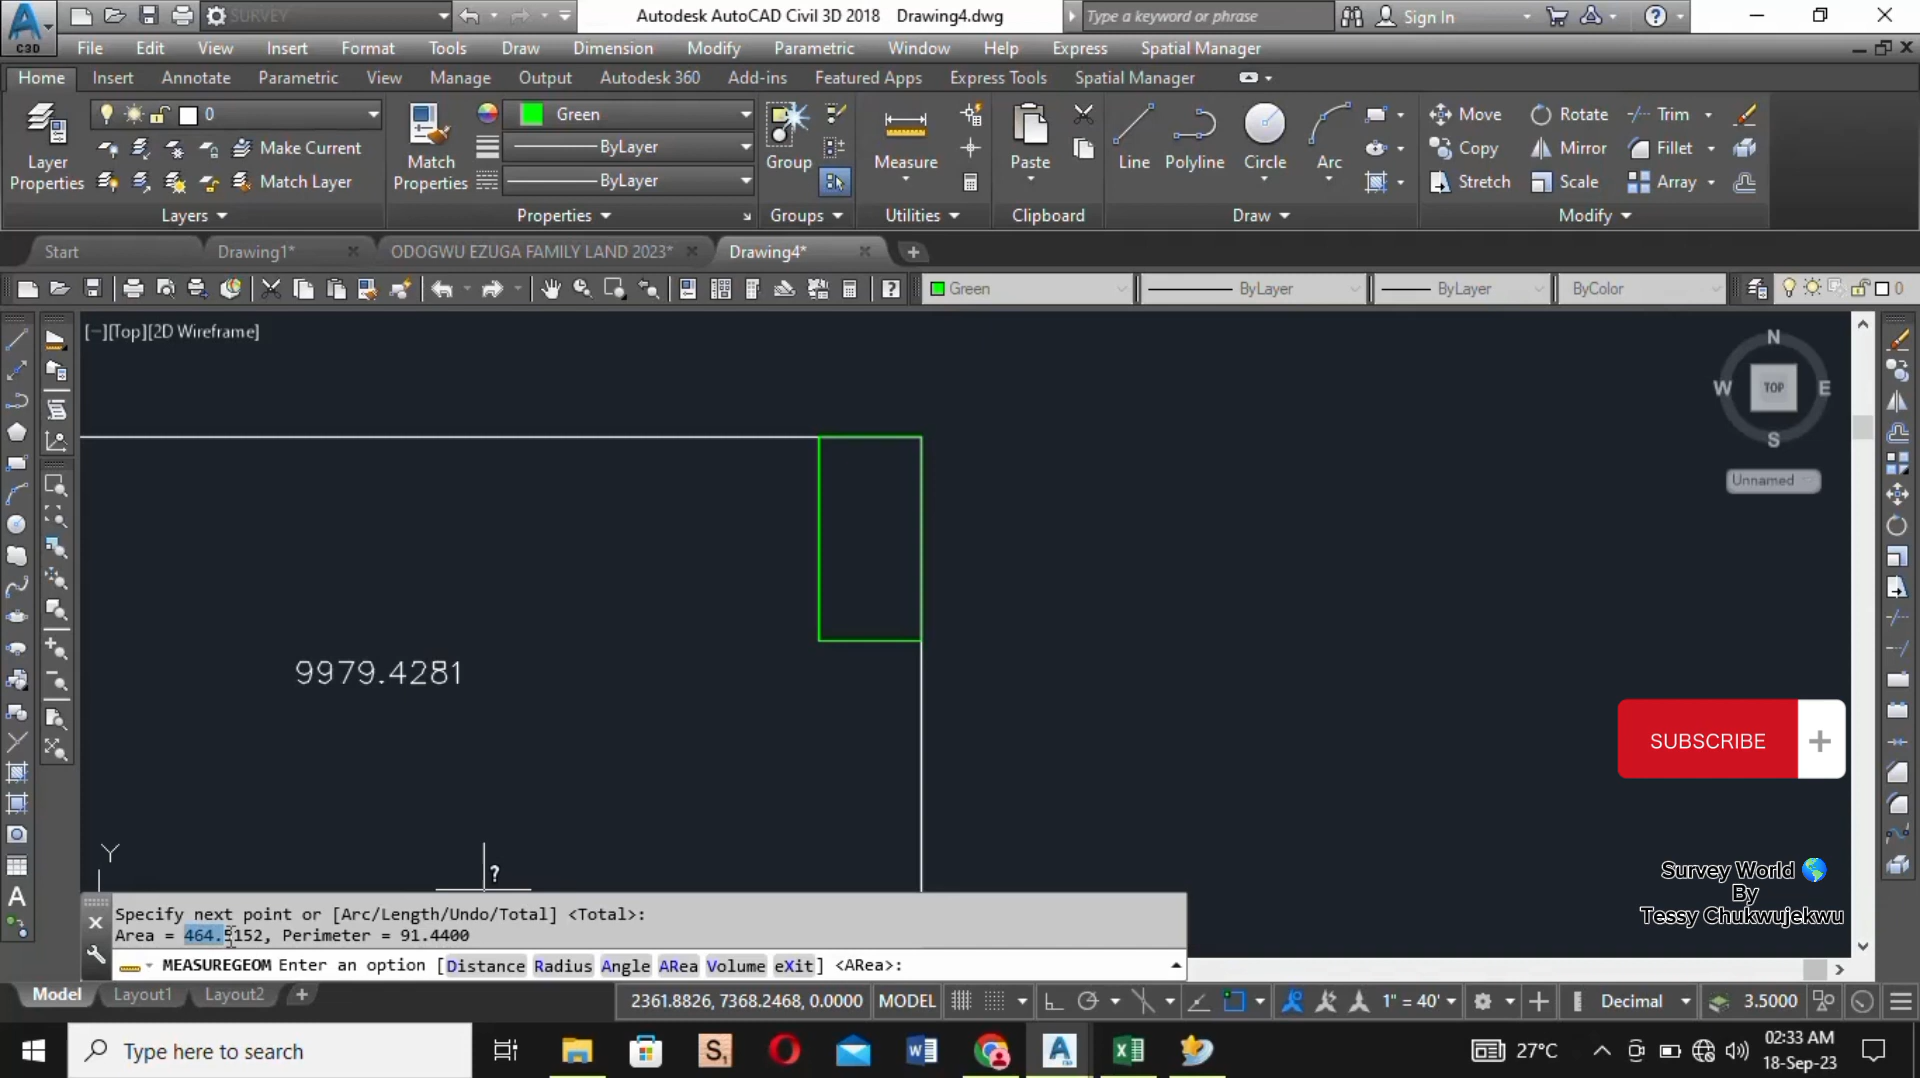 SURVEY
Autodesk AutoCAD Civil 3D 2018 Drawing4.dwg
Type a keyword or phrase
Sign In
C3D
File Edit View Insert Format Tools Draw Dimension Modify Parametric Window Help Express Spatial Manager
Home Insert Annotate Parametric View Manage Output Autodesk 360 Add-ins Featured Apps Express Tools Spatial Manager
Layer Properties
0
Make Current
Match Layer
Layers
Match Properties
Green
ByLayer
ByLayer
Properties
Group
Groups
Measure
Utilities
Paste
Clipboard
Line Polyline Circle Arc
Draw
Move Rotate Trim
Copy Mirror Fillet
Stretch Scale Array
Modify
Start Drawing1* ODOGWU EZUGA FAMILY LAND 2023* Drawing4*
Green ByLayer ByLayer ByColor 0
[−][Top][2D Wireframe]
N
W TOP E
S
Unnamed
9979.4281
SUBSCRIBE +
Y
?
Survey World
By
Tessy Chukwujekwu
Specify next point or [Arc/Length/Undo/Total] <Total>:
Area = 464.5152, Perimeter = 91.4400
MEASUREGEOM Enter an option [Distance Radius Angle ARea Volume eXit] <ARea>:
Model Layout1 Layout2 +
2361.8826, 7368.2468, 0.0000 MODEL 1" = 40' Decimal 3.5000
Type here to search
27°C
02:33 AM
18-Sep-23